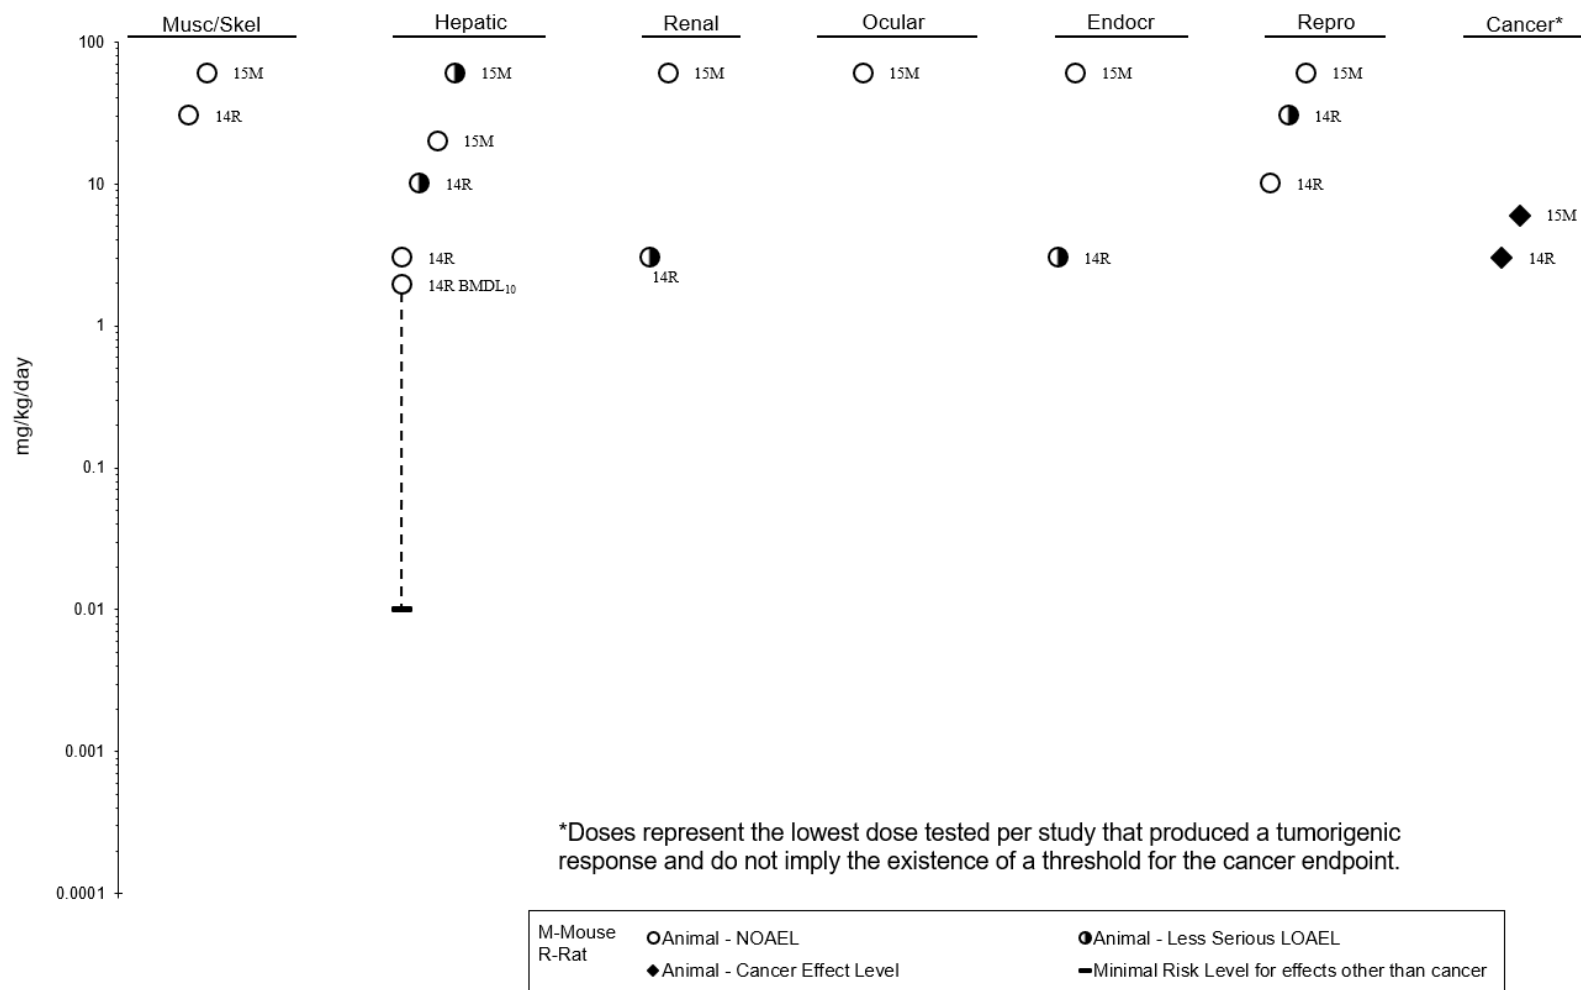 Musc/Skel Hepatic Renal Ocular Endocr Repro Cancer*
100
15M 15M 15M 15M 15M 15M
14R 14R
15M
10 14R 14R
15M
14R 14R 14R 14R
14R BMDL₁₀
1
mg/kg/day
0.1
0.01
0.001
*Doses represent the lowest dose tested per study that produced a tumorigenic
response and do not imply the existence of a threshold for the cancer endpoint.
0.0001
M-Mouse
R-Rat
Animal - NOAEL Animal - Less Serious LOAEL
Animal - Cancer Effect Level Minimal Risk Level for effects other than cancer